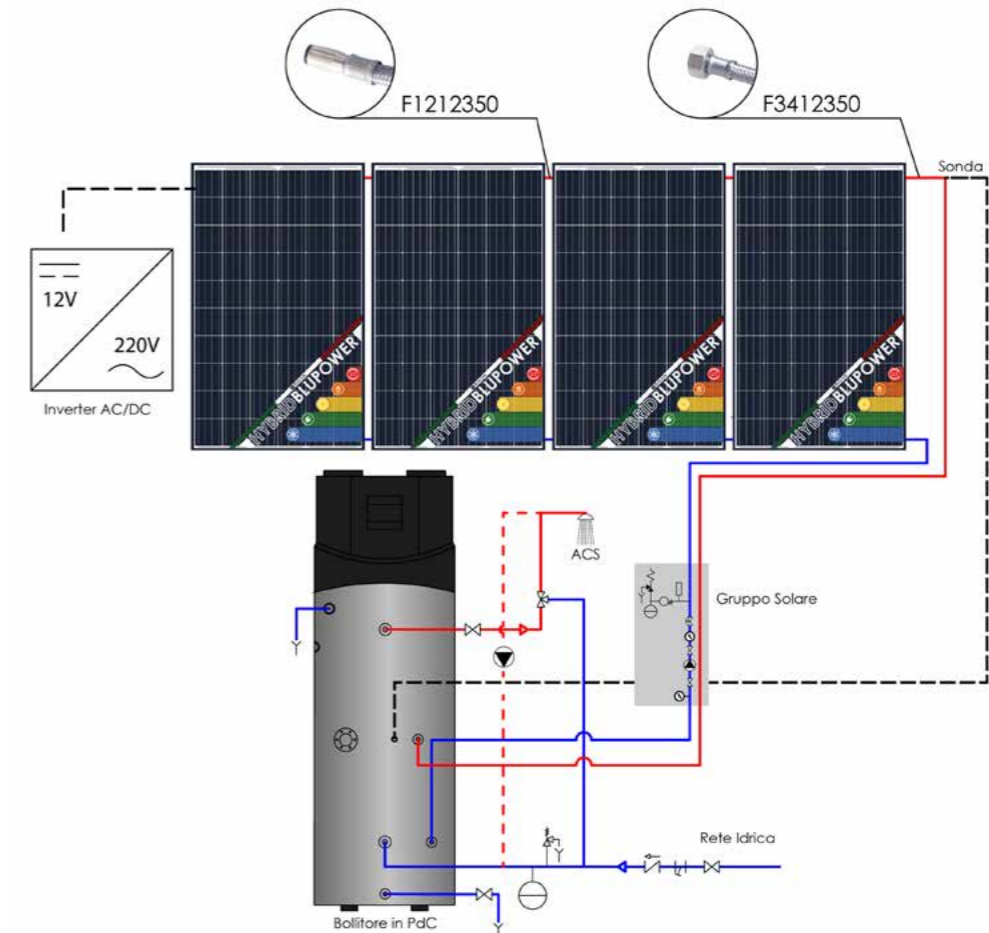 F1212350
F3412350
Sonda
12V
220V
Inverter AC/DC
HYBRIDBLUPOWER
HYBRIDBLUPOWER
HYBRIDBLUPOWER
HYBRIDBLUPOWER
ACS
Gruppo Solare
Rete Idrica
Bollitore in PdC